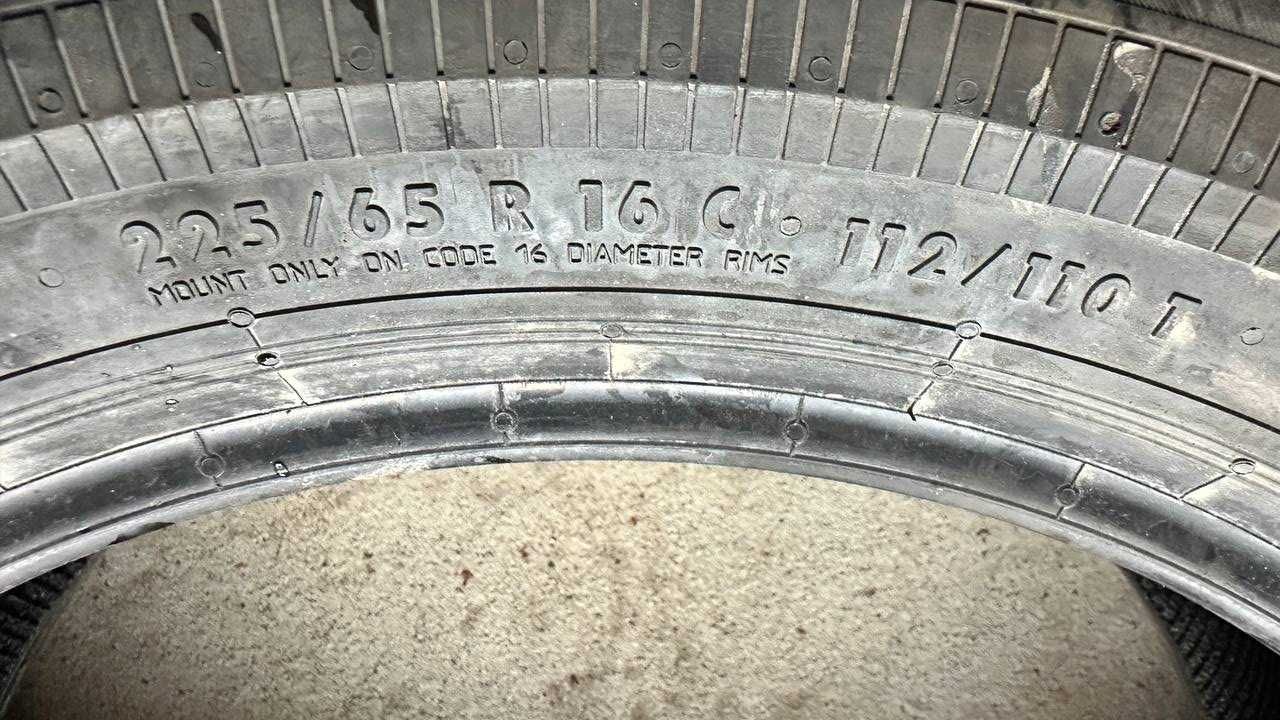 225/65 R 16 C · 112/110 T
MOUNT ONLY ON CODE 16 DIAMETER RIMS